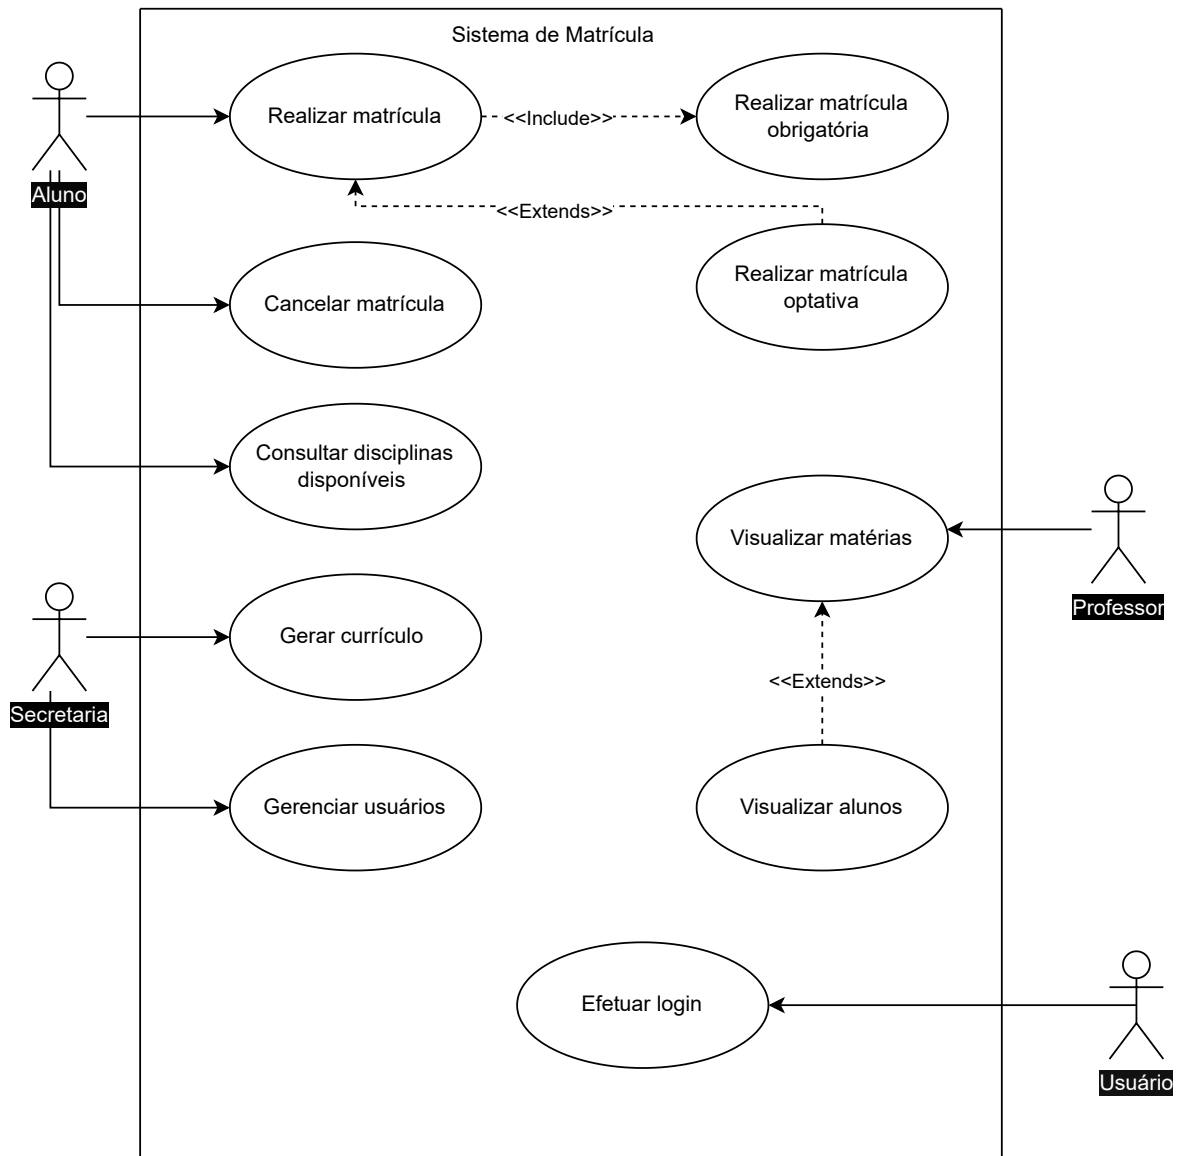 Sistema de Matrícula
Realizar matrícula
<<Include>>
Realizar matrícula
obrigatória
Aluno
<<Extends>>
Realizar matrícula
optativa
Cancelar matrícula
Consultar disciplinas
disponíveis
Visualizar matérias
Professor
Gerar currículo
Secretaria
<<Extends>>
Gerenciar usuários
Visualizar alunos
Efetuar login
Usuário